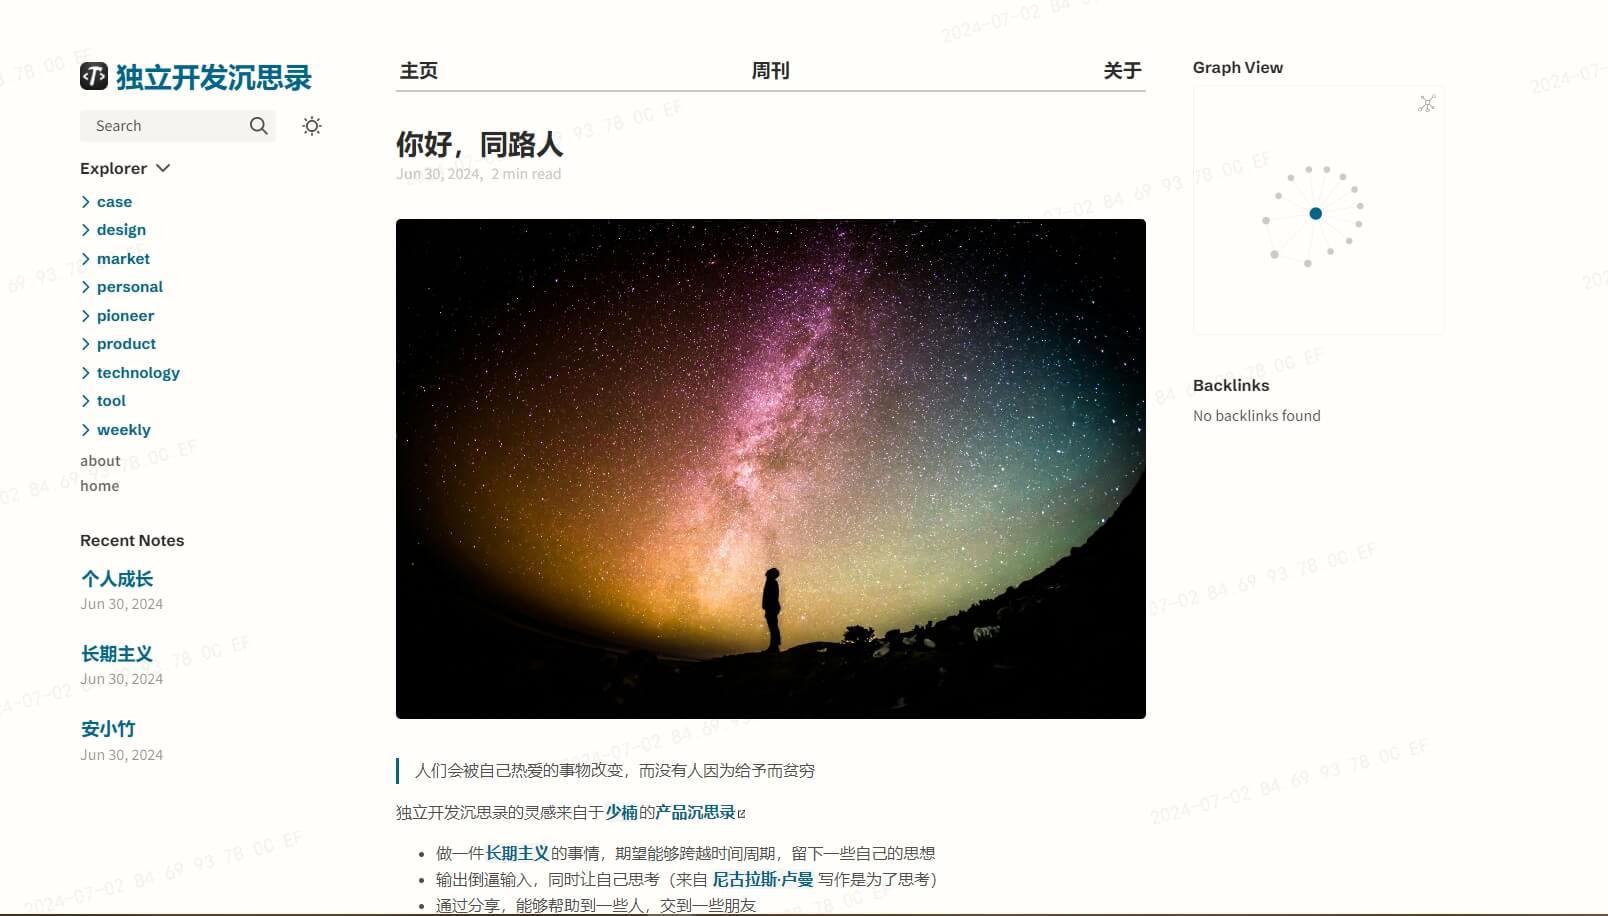 独立开发沉思录
Search
Explorer
case
design
market
personal
pioneer
product
technology
tool
weekly
about
home
Recent Notes
个人成长
Jun 30, 2024
长期主义
Jun 30, 2024
安小竹
Jun 30, 2024
主页 周刊 关于
你好，同路人
Jun 30, 2024, 2 min read
人们会被自己热爱的事物改变，而没有人因为给予而贫穷
独立开发沉思录的灵感来自于少楠的产品沉思录
做一件长期主义的事情，期望能够跨越时间周期，留下一些自己的思想
输出倒逼输入，同时让自己思考（来自 尼古拉斯·卢曼 写作是为了思考）
通过分享，能够帮助到一些人，交到一些朋友
Graph View
Backlinks
No backlinks found
2024-07-02 84 69 93 78 0C EF